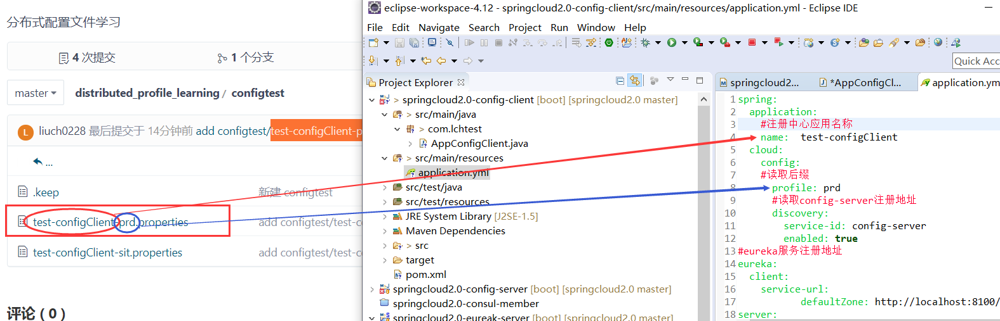 分布式配置文件学习
4 次提交
1 个分支
master
distributed_profile_learning / configtest
L
liuch0228 最后提交于 14分钟前 add configtest/test-configClient-p
...
.keep
新建 configtest
test-configClient-prd.properties
add configtest/test-c
test-configClient-sit.properties
add configtest/test-c
评论 ( 0 )
eclipse-workspace-4.12 - springcloud2.0-config-client/src/main/resources/application.yml - Eclipse IDE
File Edit Navigate Search Project Run Window Help
Quick Acc
Project Explorer
> springcloud2.0-config-client [boot] [springcloud2.0 master]
> src/main/java
> com.lchtest
AppConfigClient.java
> src/main/resources
application.yml
src/test/java
src/test/resources
JRE System Library [J2SE-1.5]
Maven Dependencies
> src
target
pom.xml
springcloud2.0-config-server [boot] [springcloud2.0 master]
springcloud2.0-consul-member
springcloud2.0-eureak-server [boot] [springcloud2.0 master]
springcloud2... *AppConfigCl... application.ym
1 spring:
2 application:
3 #注册中心应用名称
4 name: test-configClient
5 cloud:
6 config:
7 #读取后缀
8 profile: prd
9 #读取config-server注册地址
10 discovery:
11 service-id: config-server
12 enabled: true
13 #eureka服务注册地址
14 eureka:
15 client:
16 service-url:
17 defaultZone: http://localhost:8100/
18 server: